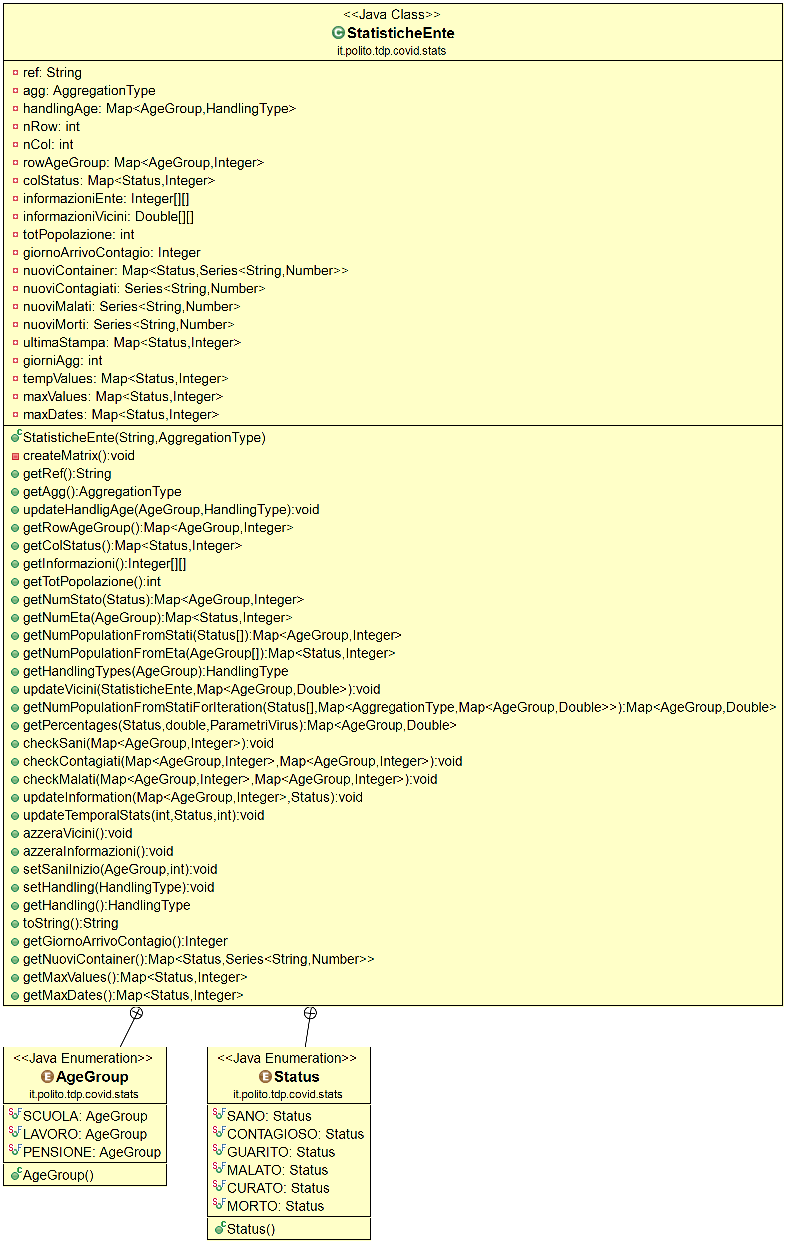 <<Java Class>>
StatisticheEnte
it.polito.tdp.covid.stats
ref: String
agg: AggregationType
handlingAge: Map<AgeGroup,HandlingType>
nRow: int
nCol: int
rowAgeGroup: Map<AgeGroup,Integer>
colStatus: Map<Status,Integer>
informazioniEnte: Integer[][]
informazioniVicini: Double[][]
totPopolazione: int
giornoArrivoContagio: Integer
nuoviContainer: Map<Status,Series<String,Number>>
nuoviContagiati: Series<String,Number>
nuoviMalati: Series<String,Number>
nuoviMorti: Series<String,Number>
ultimaStampa: Map<Status,Integer>
giorniAgg: int
tempValues: Map<Status,Integer>
maxValues: Map<Status,Integer>
maxDates: Map<Status,Integer>
StatisticheEnte(String,AggregationType)
createMatrix():void
getRef():String
getAgg():AggregationType
updateHandligAge(AgeGroup,HandlingType):void
getRowAgeGroup():Map<AgeGroup,Integer>
getColStatus():Map<Status,Integer>
getInformazioni():Integer[][]
getTotPopolazione():int
getNumStato(Status):Map<AgeGroup,Integer>
getNumEta(AgeGroup):Map<Status,Integer>
getNumPopulationFromStati(Status[]):Map<AgeGroup,Integer>
getNumPopulationFromEta(AgeGroup[]):Map<Status,Integer>
getHandlingTypes(AgeGroup):HandlingType
updateVicini(StatisticheEnte,Map<AgeGroup,Double>):void
getNumPopulationFromStatiForIteration(Status[],Map<AggregationType,Map<AgeGroup,Double>>):Map<AgeGroup,Double>
getPercentages(Status,double,ParametriVirus):Map<AgeGroup,Double>
checkSani(Map<AgeGroup,Integer>):void
checkContagiati(Map<AgeGroup,Integer>,Map<AgeGroup,Integer>):void
checkMalati(Map<AgeGroup,Integer>,Map<AgeGroup,Integer>):void
updateInformation(Map<AgeGroup,Integer>,Status):void
updateTemporalStats(int,Status,int):void
azzeraVicini():void
azzeraInformazioni():void
setSaniInizio(AgeGroup,int):void
setHandling(HandlingType):void
getHandling():HandlingType
toString():String
getGiornoArrivoContagio():Integer
getNuoviContainer():Map<Status,Series<String,Number>>
getMaxValues():Map<Status,Integer>
getMaxDates():Map<Status,Integer>
<<Java Enumeration>>
AgeGroup
it.polito.tdp.covid.stats
SCUOLA: AgeGroup
LAVORO: AgeGroup
PENSIONE: AgeGroup
AgeGroup()
<<Java Enumeration>>
Status
it.polito.tdp.covid.stats
SANO: Status
CONTAGIOSO: Status
GUARITO: Status
MALATO: Status
CURATO: Status
MORTO: Status
Status()